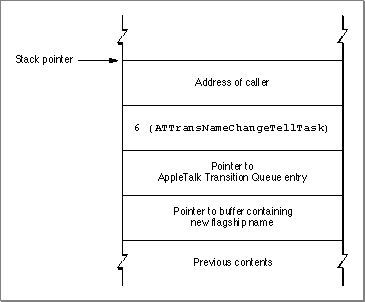 Stack pointer
Address of caller
6 (ATTransNameChangeTellTask)
Pointer to
AppleTalk Transition Queue entry
Pointer to buffer containing
new flagship name
Previous contents